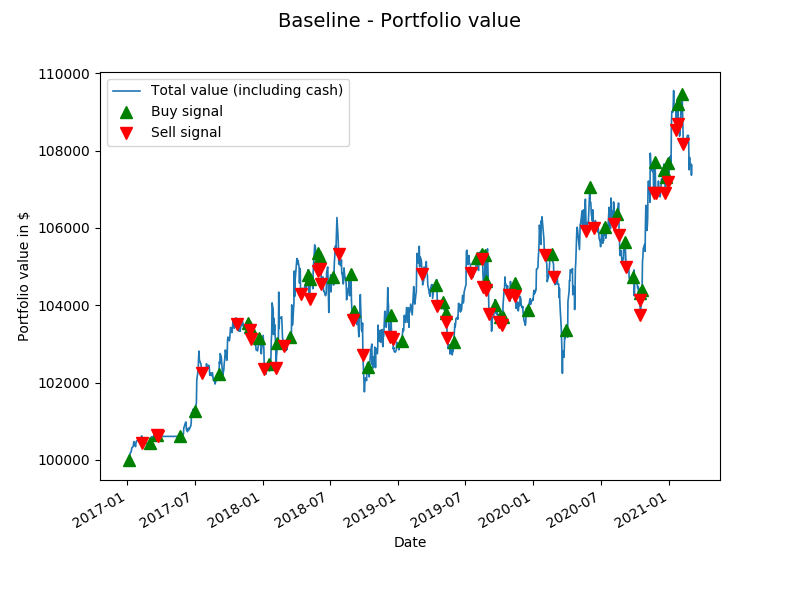 Baseline - Portfolio value
Total value (including cash)
Buy signal
Sell signal
Portfolio value in $
110000
108000
106000
104000
102000
100000
2017-01
2017-07
2018-01
2018-07
2019-01
2019-07
2020-01
2020-07
2021-01
Date